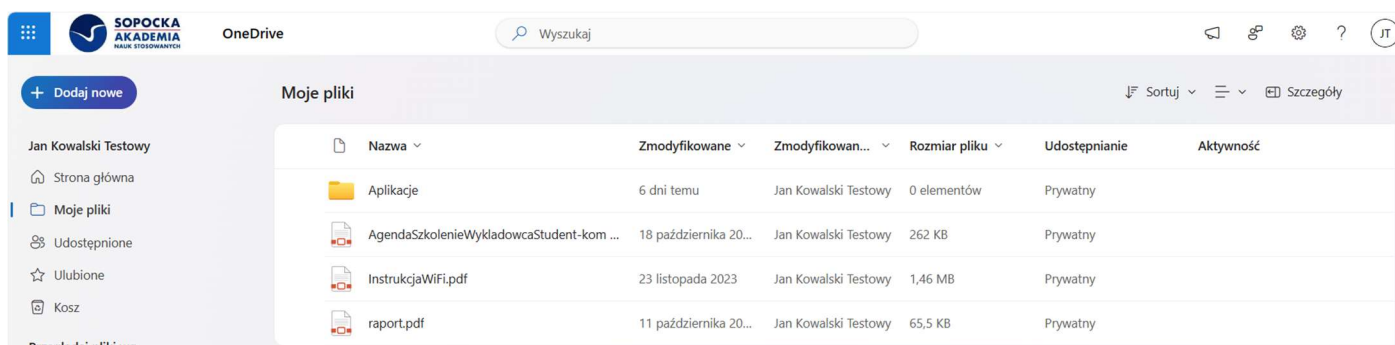 SOPOCKA
AKADEMIA
NAUK STOSOWANYCH
OneDrive
Wyszukaj
?
JT
+ Dodaj nowe
Moje pliki
Sortuj
Szczegóły
Jan Kowalski Testowy
Strona główna
Moje pliki
Udostępnione
Ulubione
Kosz
Nazwa Zmodyfikowane Zmodyfikowan... Rozmiar pliku Udostępnianie Aktywność
Aplikacje 6 dni temu Jan Kowalski Testowy 0 elementów Prywatny
AgendaSzkolenieWykladowcaStudent-kom ... 18 października 20... Jan Kowalski Testowy 262 KB Prywatny
InstrukcjaWiFi.pdf 23 listopada 2023 Jan Kowalski Testowy 1,46 MB Prywatny
raport.pdf 11 października 20... Jan Kowalski Testowy 65,5 KB Prywatny